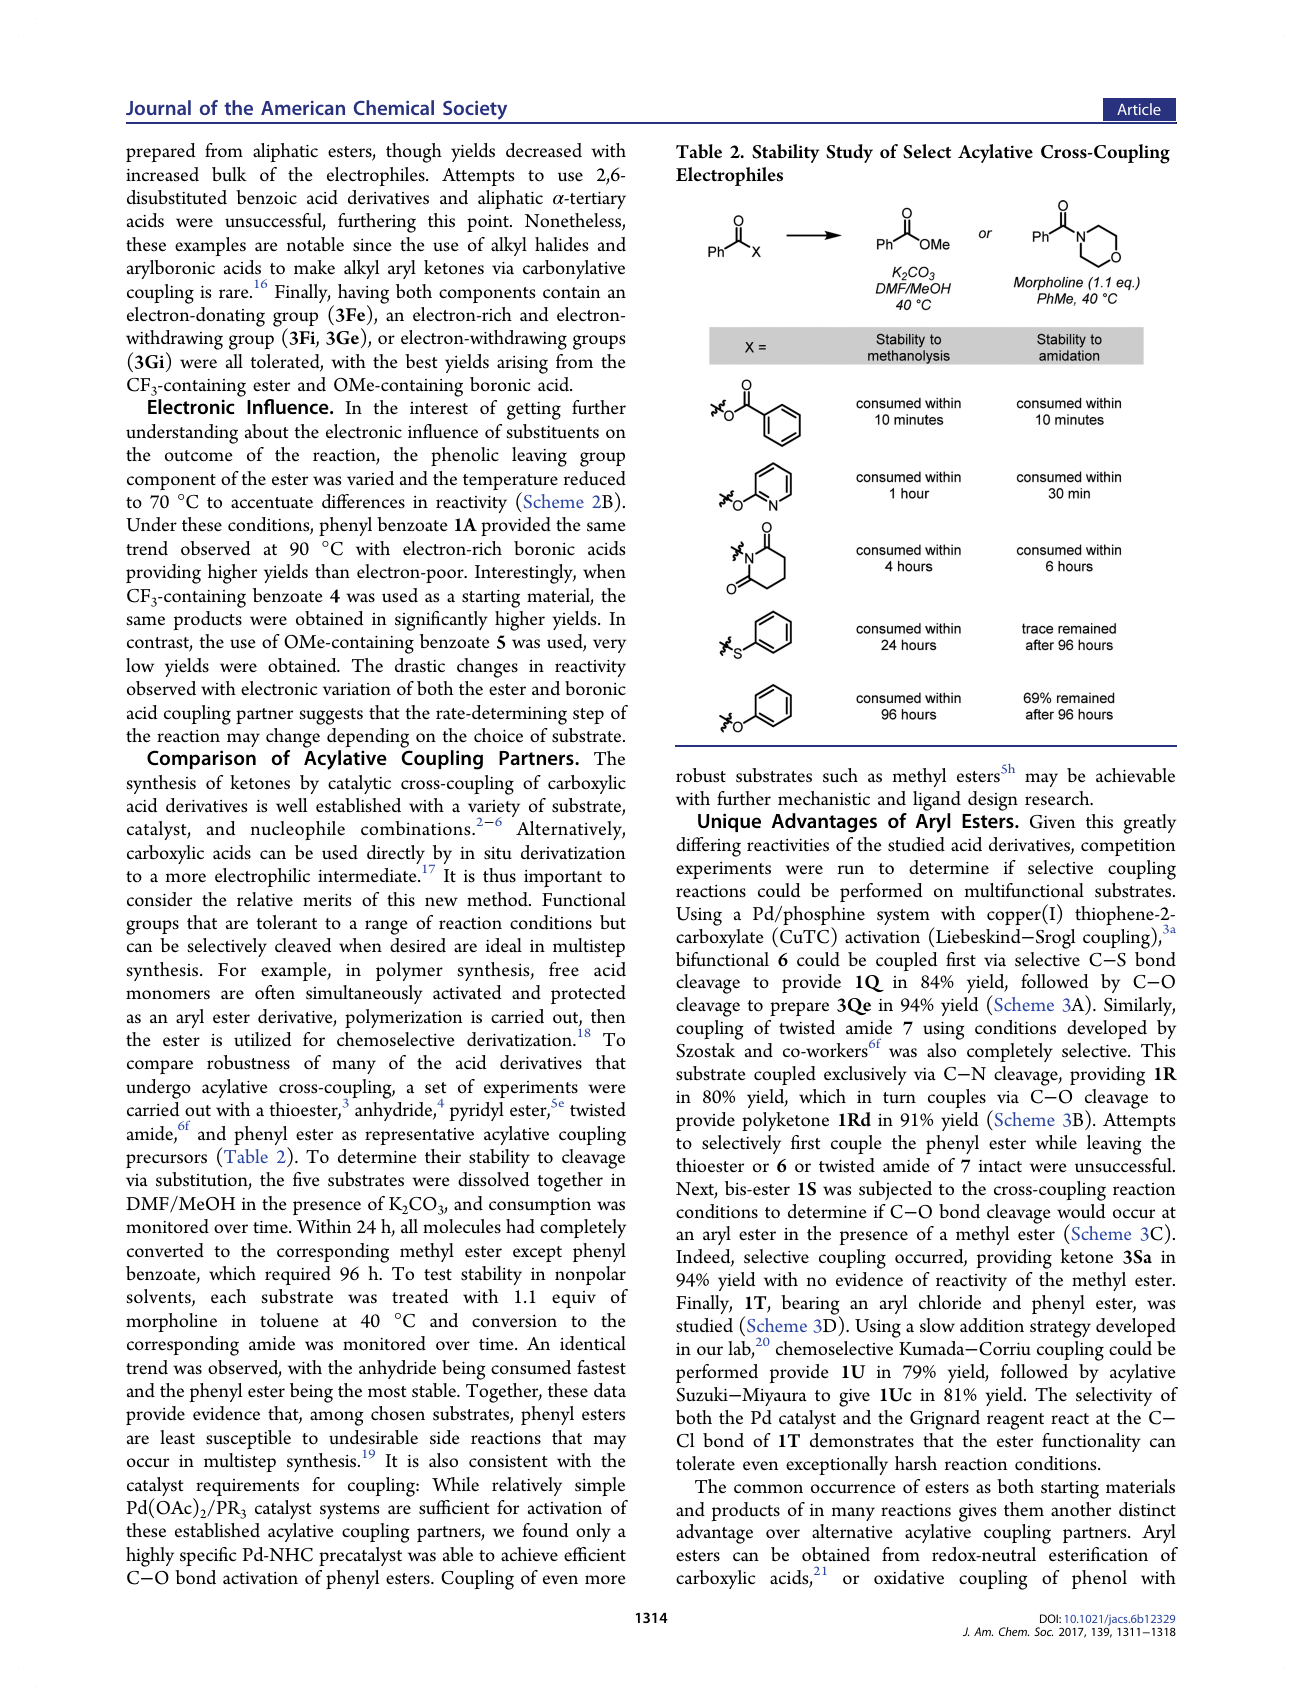 Journal of the American Chemical Society
Article
prepared from aliphatic esters, though yields decreased with
increased bulk of the electrophiles. Attempts to use 2,6-
disubstituted benzoic acid derivatives and aliphatic α-tertiary
acids were unsuccessful, furthering this point. Nonetheless,
these examples are notable since the use of alkyl halides and
arylboronic acids to make alkyl aryl ketones via carbonylative
coupling is rare.16 Finally, having both components contain an
electron-donating group (3Fe), an electron-rich and electron-
withdrawing group (3Fi, 3Ge), or electron-withdrawing groups
(3Gi) were all tolerated, with the best yields arising from the
CF3-containing ester and OMe-containing boronic acid.
Electronic Influence. In the interest of getting further
understanding about the electronic influence of substituents on
the outcome of the reaction, the phenolic leaving group
component of the ester was varied and the temperature reduced
to 70 °C to accentuate differences in reactivity (Scheme 2B).
Under these conditions, phenyl benzoate 1A provided the same
trend observed at 90 °C with electron-rich boronic acids
providing higher yields than electron-poor. Interestingly, when
CF3-containing benzoate 4 was used as a starting material, the
same products were obtained in significantly higher yields. In
contrast, the use of OMe-containing benzoate 5 was used, very
low yields were obtained. The drastic changes in reactivity
observed with electronic variation of both the ester and boronic
acid coupling partner suggests that the rate-determining step of
the reaction may change depending on the choice of substrate.
Comparison of Acylative Coupling Partners. The
synthesis of ketones by catalytic cross-coupling of carboxylic
acid derivatives is well established with a variety of substrate,
catalyst, and nucleophile combinations.2−6 Alternatively,
carboxylic acids can be used directly by in situ derivatization
to a more electrophilic intermediate.17 It is thus important to
consider the relative merits of this new method. Functional
groups that are tolerant to a range of reaction conditions but
can be selectively cleaved when desired are ideal in multistep
synthesis. For example, in polymer synthesis, free acid
monomers are often simultaneously activated and protected
as an aryl ester derivative, polymerization is carried out, then
the ester is utilized for chemoselective derivatization.18 To
compare robustness of many of the acid derivatives that
undergo acylative cross-coupling, a set of experiments were
carried out with a thioester,3 anhydride,4 pyridyl ester,5e twisted
amide,6f and phenyl ester as representative acylative coupling
precursors (Table 2). To determine their stability to cleavage
via substitution, the five substrates were dissolved together in
DMF/MeOH in the presence of K2CO3, and consumption was
monitored over time. Within 24 h, all molecules had completely
converted to the corresponding methyl ester except phenyl
benzoate, which required 96 h. To test stability in nonpolar
solvents, each substrate was treated with 1.1 equiv of
morpholine in toluene at 40 °C and conversion to the
corresponding amide was monitored over time. An identical
trend was observed, with the anhydride being consumed fastest
and the phenyl ester being the most stable. Together, these data
provide evidence that, among chosen substrates, phenyl esters
are least susceptible to undesirable side reactions that may
occur in multistep synthesis.19 It is also consistent with the
catalyst requirements for coupling: While relatively simple
Pd(OAc)2/PR3 catalyst systems are sufficient for activation of
these established acylative coupling partners, we found only a
highly specific Pd-NHC precatalyst was able to achieve efficient
C−O bond activation of phenyl esters. Coupling of even more
Table 2. Stability Study of Select Acylative Cross-Coupling
Electrophiles
O
Ph X
O
Ph OMe
K2CO3
DMF/MeOH
40 °C
or
O
Ph N
O
Morpholine (1.1 eq.)
PhMe, 40 °C
X =
Stability to
methanolysis
Stability to
amidation
O
O
consumed within
10 minutes
consumed within
10 minutes
O N
consumed within
1 hour
consumed within
30 min
O
N
O
consumed within
4 hours
consumed within
6 hours
S
consumed within
24 hours
trace remained
after 96 hours
O
consumed within
96 hours
69% remained
after 96 hours
robust substrates such as methyl esters5h may be achievable
with further mechanistic and ligand design research.
Unique Advantages of Aryl Esters. Given this greatly
differing reactivities of the studied acid derivatives, competition
experiments were run to determine if selective coupling
reactions could be performed on multifunctional substrates.
Using a Pd/phosphine system with copper(I) thiophene-2-
carboxylate (CuTC) activation (Liebeskind−Srogl coupling),3a
bifunctional 6 could be coupled first via selective C−S bond
cleavage to provide 1Q in 84% yield, followed by C−O
cleavage to prepare 3Qe in 94% yield (Scheme 3A). Similarly,
coupling of twisted amide 7 using conditions developed by
Szostak and co-workers6f was also completely selective. This
substrate coupled exclusively via C−N cleavage, providing 1R
in 80% yield, which in turn couples via C−O cleavage to
provide polyketone 1Rd in 91% yield (Scheme 3B). Attempts
to selectively first couple the phenyl ester while leaving the
thioester or 6 or twisted amide of 7 intact were unsuccessful.
Next, bis-ester 1S was subjected to the cross-coupling reaction
conditions to determine if C−O bond cleavage would occur at
an aryl ester in the presence of a methyl ester (Scheme 3C).
Indeed, selective coupling occurred, providing ketone 3Sa in
94% yield with no evidence of reactivity of the methyl ester.
Finally, 1T, bearing an aryl chloride and phenyl ester, was
studied (Scheme 3D). Using a slow addition strategy developed
in our lab,20 chemoselective Kumada−Corriu coupling could be
performed provide 1U in 79% yield, followed by acylative
Suzuki−Miyaura to give 1Uc in 81% yield. The selectivity of
both the Pd catalyst and the Grignard reagent react at the C−
Cl bond of 1T demonstrates that the ester functionality can
tolerate even exceptionally harsh reaction conditions.
The common occurrence of esters as both starting materials
and products of in many reactions gives them another distinct
advantage over alternative acylative coupling partners. Aryl
esters can be obtained from redox-neutral esterification of
carboxylic acids,21 or oxidative coupling of phenol with
1314
DOI: 10.1021/jacs.6b12329
J. Am. Chem. Soc. 2017, 139, 1311−1318